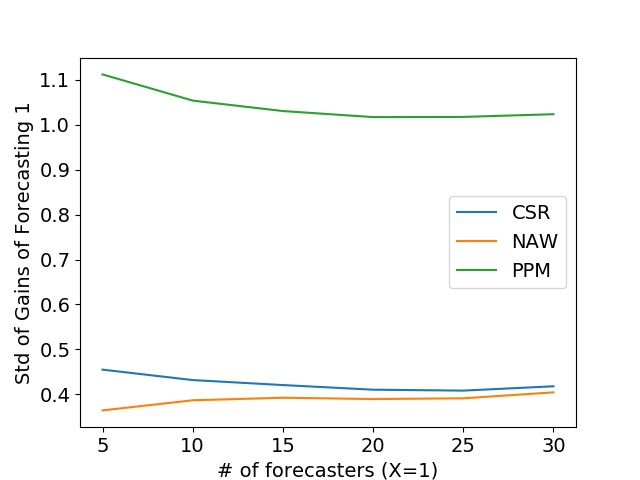 1.1
1.0
0.9
0.8
0.7
0.6
0.5
0.4
Std of Gains of Forecasting 1
CSR
NAW
PPM
5 10 15 20 25 30
# of forecasters (X=1)